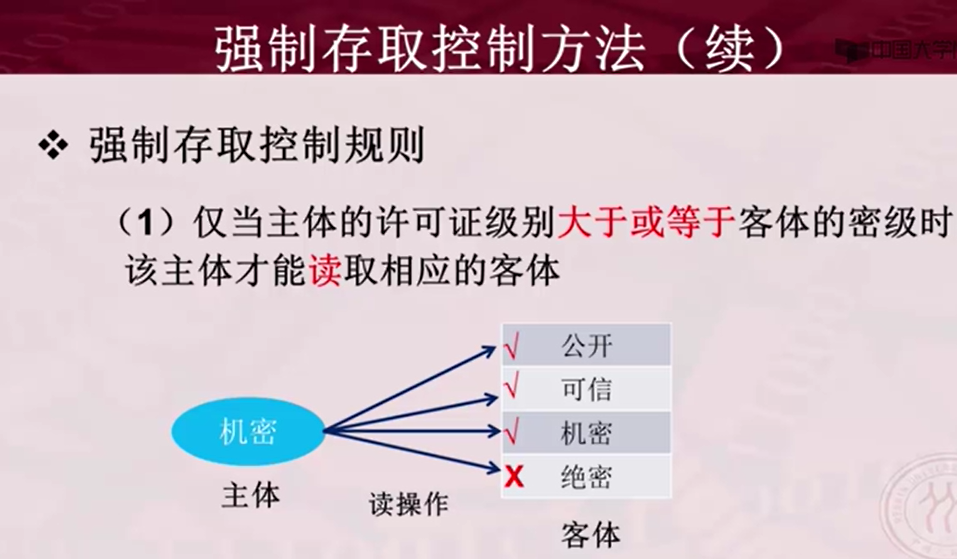 强制存取控制方法（续）
中国大学
❖ 强制存取控制规则
（1）仅当主体的许可证级别大于或等于客体的密级时
该主体才能读取相应的客体
√ 公开
√ 可信
机密 √ 机密
X 绝密
主体 读操作
客体